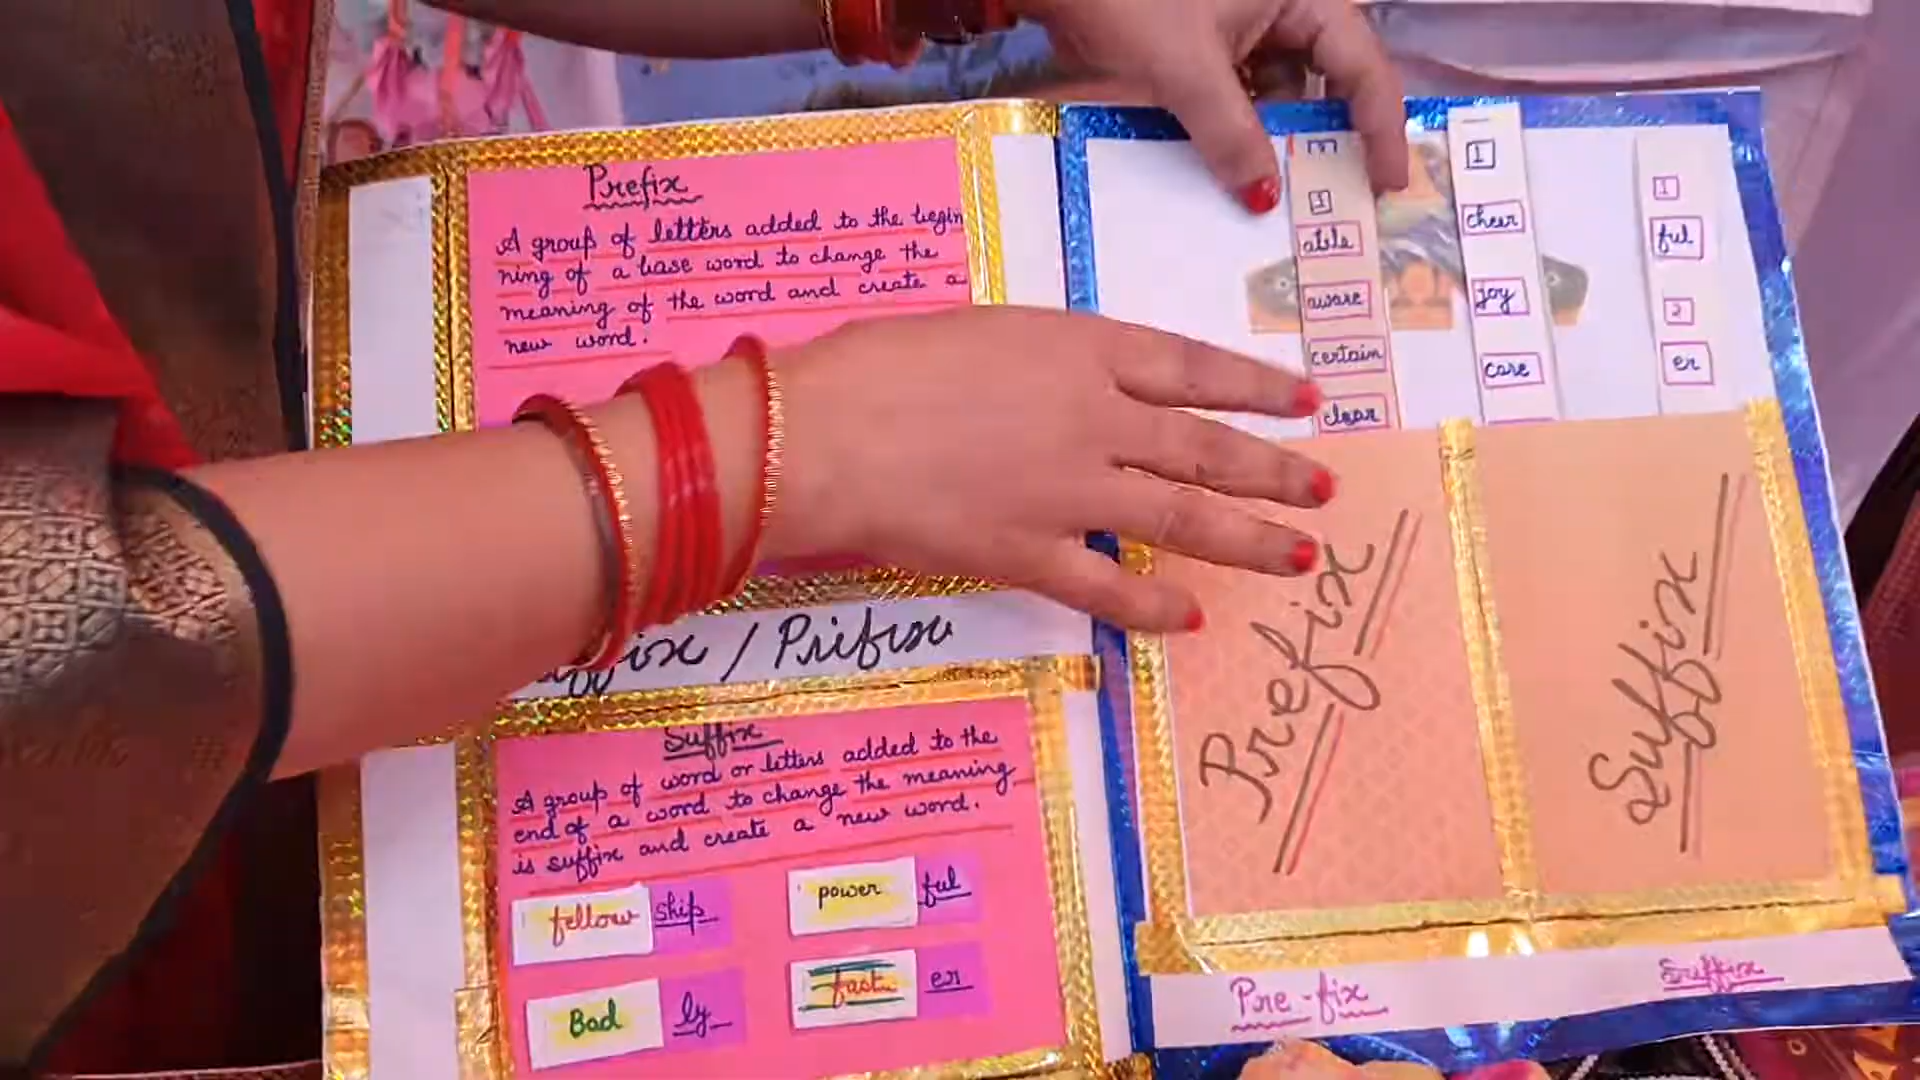 Prefix
A group of letters added to the begin
ning of a base word to change the
meaning of the word and create a
new word.
/ Prifix
Suffix
A group of word or letters added to the
end of a word to change the meaning
is suffix and create a new word.
fellow ship
power ful
Bad ly
fast er
1
able
aware
certain
clear
1
cheer
joy
care
1
ful
2
er
Prefix
Suffix
Pre-fix
Suffix